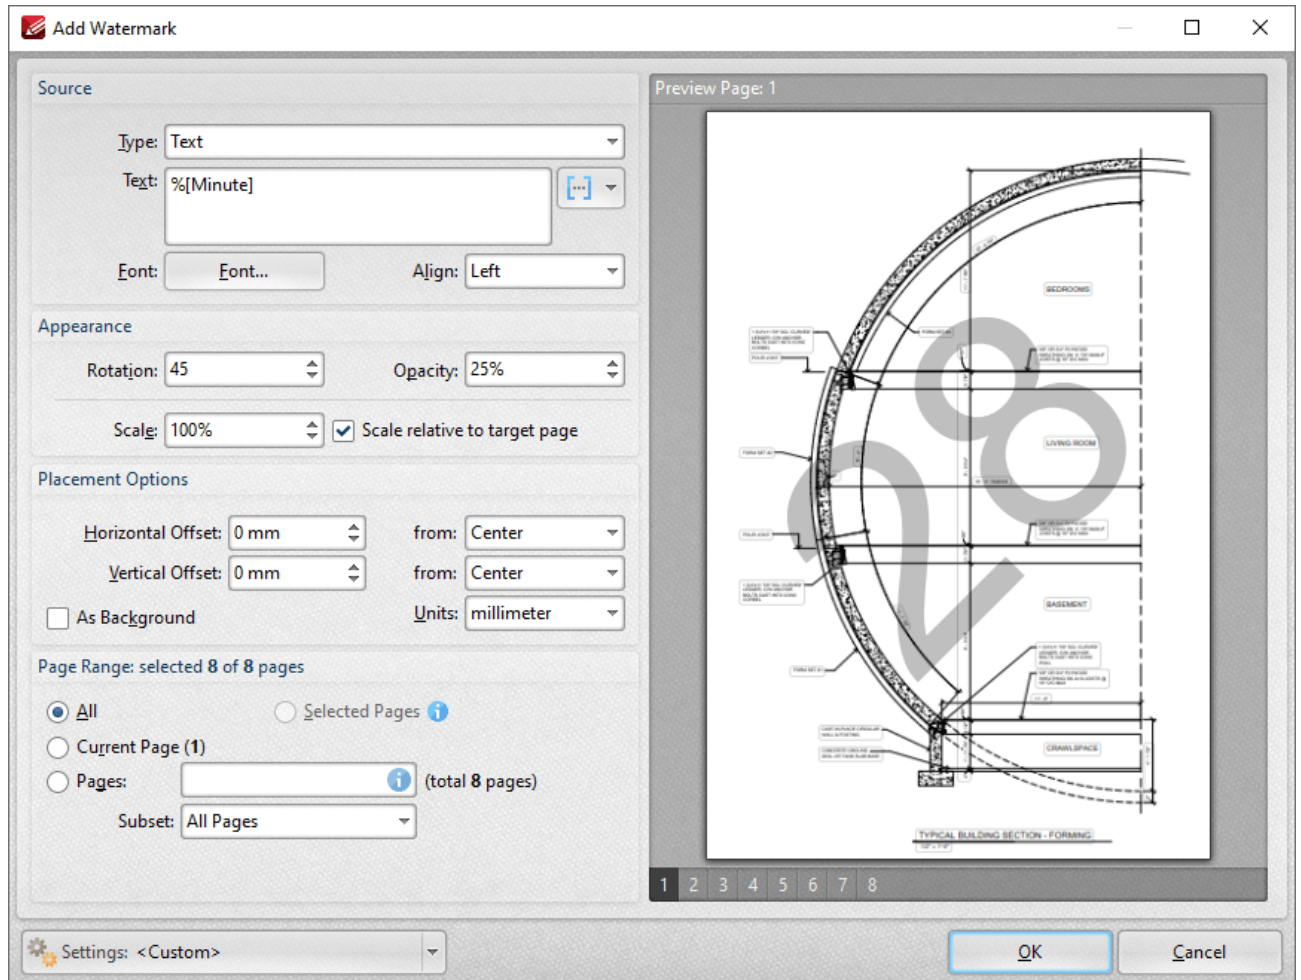 Add Watermark
Source
Type: Text
Text: %[Minute]
Font: Font... Align: Left
Appearance
Rotation: 45 Opacity: 25%
Scale: 100% Scale relative to target page
Placement Options
Horizontal Offset: 0 mm from: Center
Vertical Offset: 0 mm from: Center
As Background Units: millimeter
Page Range: selected 8 of 8 pages
All Selected Pages
Current Page (1)
Pages: (total 8 pages)
Subset: All Pages
Preview Page: 1
BEDROOMS
28
LIVING ROOM
BASEMENT
CRAWLSPACE
TYPICAL BUILDING SECTION - FORMING
1 2 3 4 5 6 7 8
Settings: <Custom>
OK Cancel